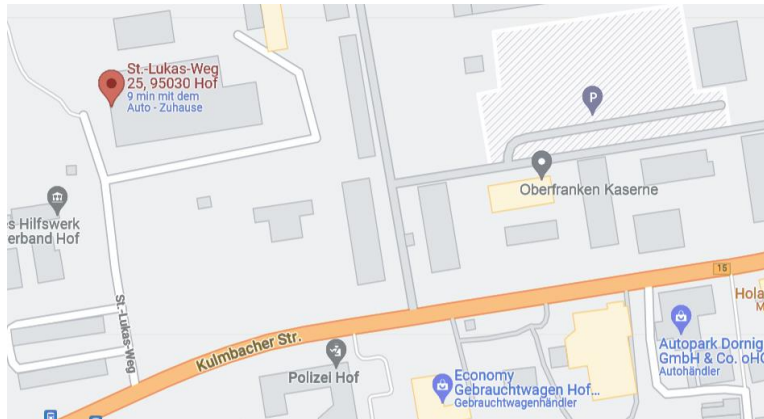 St.-Lukas-Weg
25, 95030 Hof
9 min mit dem
Auto - Zuhause
P
Oberfranken Kaserne
s Hilfswerk
erband Hof
15
St.-Lukas-Weg
Kulmbacher Str.
Hola
M
Autopark Dornig
GmbH & Co. oHG
Autohändler
Polizei Hof
Economy
Gebrauchtwagen Hof...
Gebrauchtwagenhändler